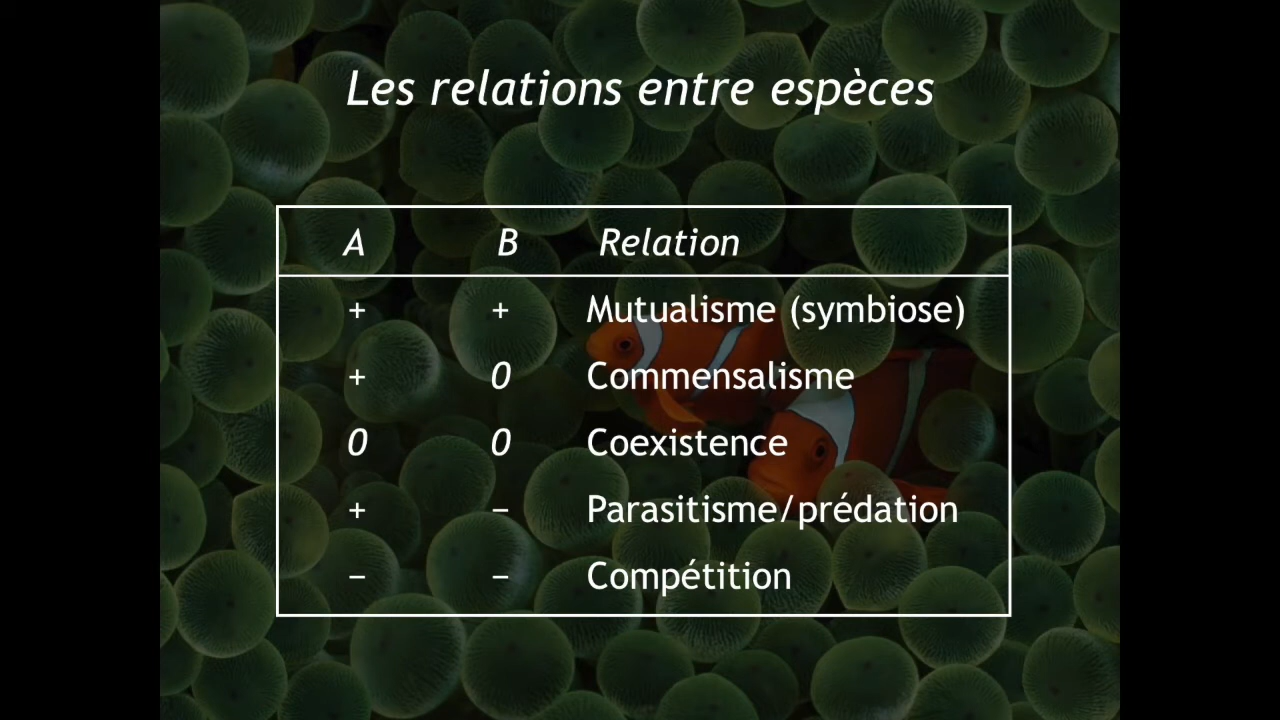 Les relations entre espèces
A B Relation
+ + Mutualisme (symbiose)
+ 0 Commensalisme
0 0 Coexistence
+ – Parasitisme/prédation
– – Compétition